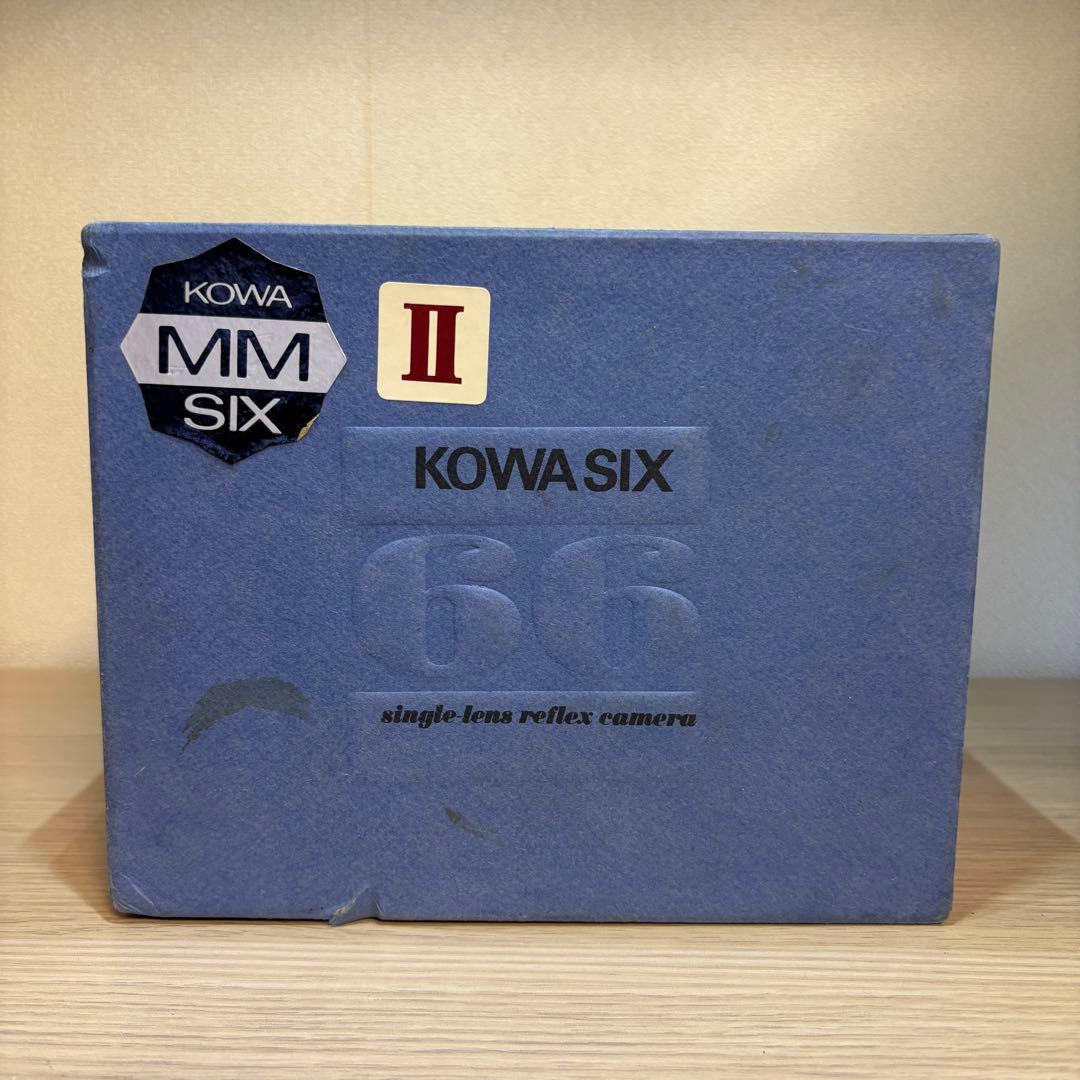 KOWA
MM
SIX
II
KOWA SIX
66
single-lens reflex camera